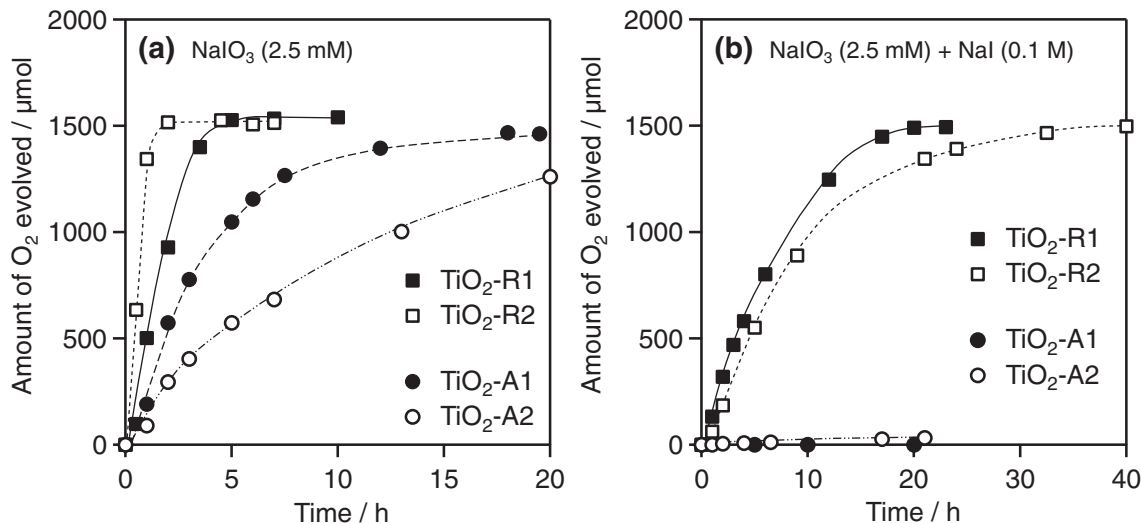 2000
1500
1000
500
0
Amount of O₂ evolved / µmol
(a) NaIO₃ (2.5 mM)
TiO₂-R1
TiO₂-R2
TiO₂-A1
TiO₂-A2
0 5 10 15 20
Time / h
2000
1500
1000
500
0
Amount of O₂ evolved / µmol
(b) NaIO₃ (2.5 mM) + NaI (0.1 M)
TiO₂-R1
TiO₂-R2
TiO₂-A1
TiO₂-A2
0 10 20 30 40
Time / h